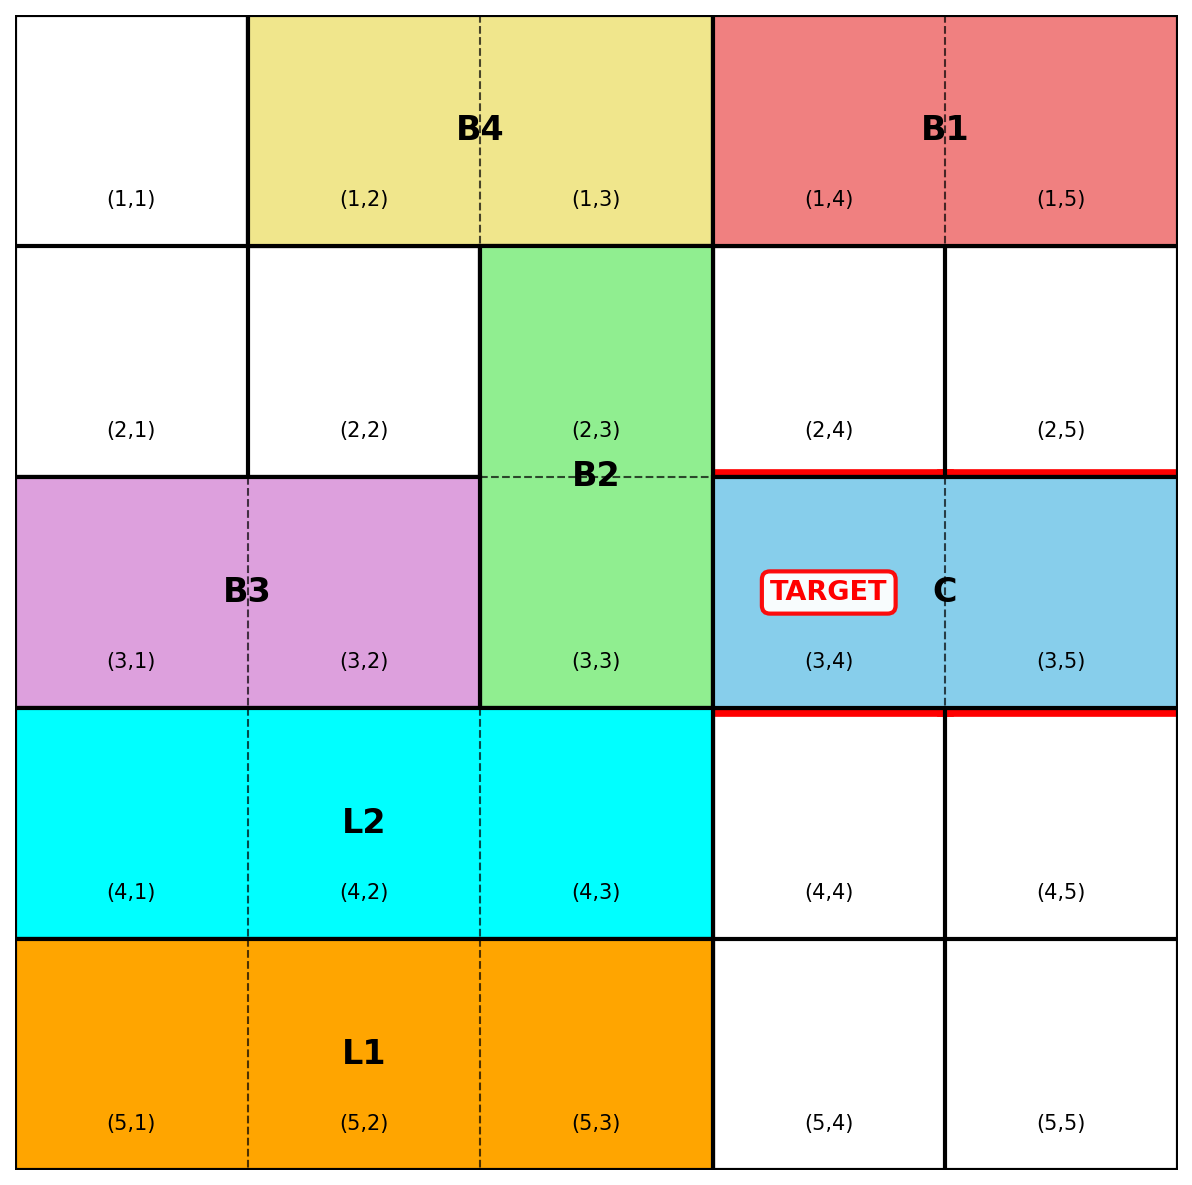 B4 B1
(1,1) (1,2) (1,3) (1,4) (1,5)
(2,1) (2,2) (2,3) (2,4) (2,5)
B2
B3 TARGET C
(3,1) (3,2) (3,3) (3,4) (3,5)
L2
(4,1) (4,2) (4,3) (4,4) (4,5)
L1
(5,1) (5,2) (5,3) (5,4) (5,5)